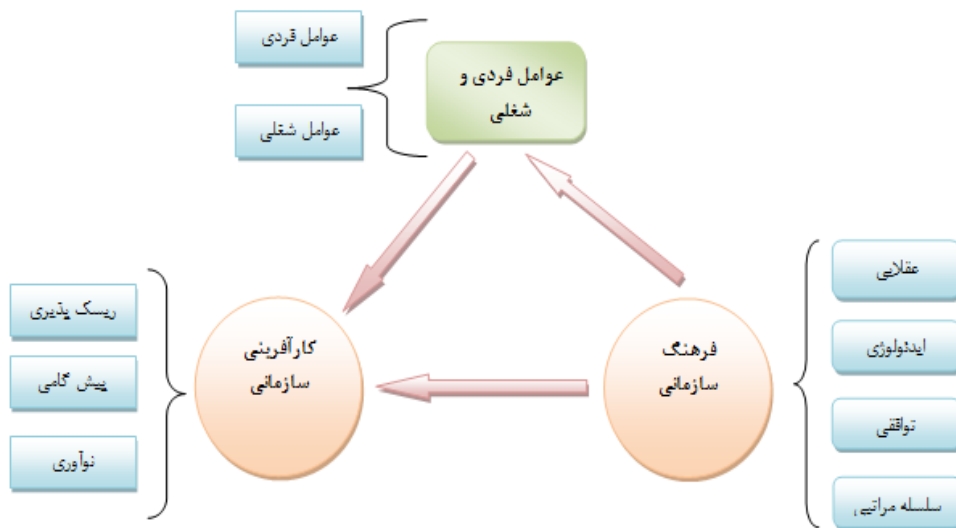 عوامل قردی
عوامل شغلی
عوامل فردی و
شغلی
عقلایی
ایدئولوژی
توافقی
سلسله مراتبی
فرهنگ
سازمانی
کارآفرینی
سازمانی
ریسک پذیری
پیش گامی
نوآوری